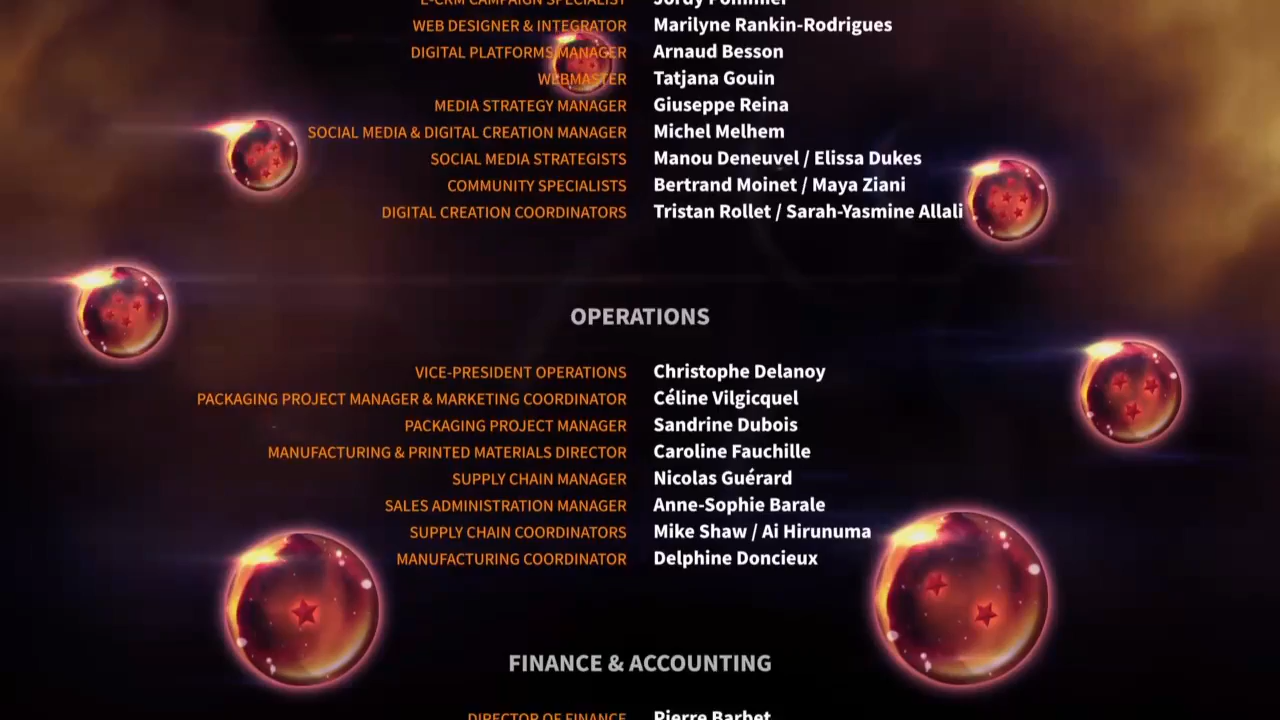 E-CRM CAMPAIGN SPECIALIST Jordy Pommier
WEB DESIGNER & INTEGRATOR Marilyne Rankin-Rodrigues
DIGITAL PLATFORMS MANAGER Arnaud Besson
WEBMASTER Tatjana Gouin
MEDIA STRATEGY MANAGER Giuseppe Reina
SOCIAL MEDIA & DIGITAL CREATION MANAGER Michel Melhem
SOCIAL MEDIA STRATEGISTS Manou Deneuvel / Elissa Dukes
COMMUNITY SPECIALISTS Bertrand Moinet / Maya Ziani
DIGITAL CREATION COORDINATORS Tristan Rollet / Sarah-Yasmine Allali
OPERATIONS
VICE-PRESIDENT OPERATIONS Christophe Delanoy
PACKAGING PROJECT MANAGER & MARKETING COORDINATOR Céline Vilgicquel
PACKAGING PROJECT MANAGER Sandrine Dubois
MANUFACTURING & PRINTED MATERIALS DIRECTOR Caroline Fauchille
SUPPLY CHAIN MANAGER Nicolas Guérard
SALES ADMINISTRATION MANAGER Anne-Sophie Barale
SUPPLY CHAIN COORDINATORS Mike Shaw / Ai Hirunuma
MANUFACTURING COORDINATOR Delphine Doncieux
FINANCE & ACCOUNTING
DIRECTOR OF FINANCE Pierre Barbet